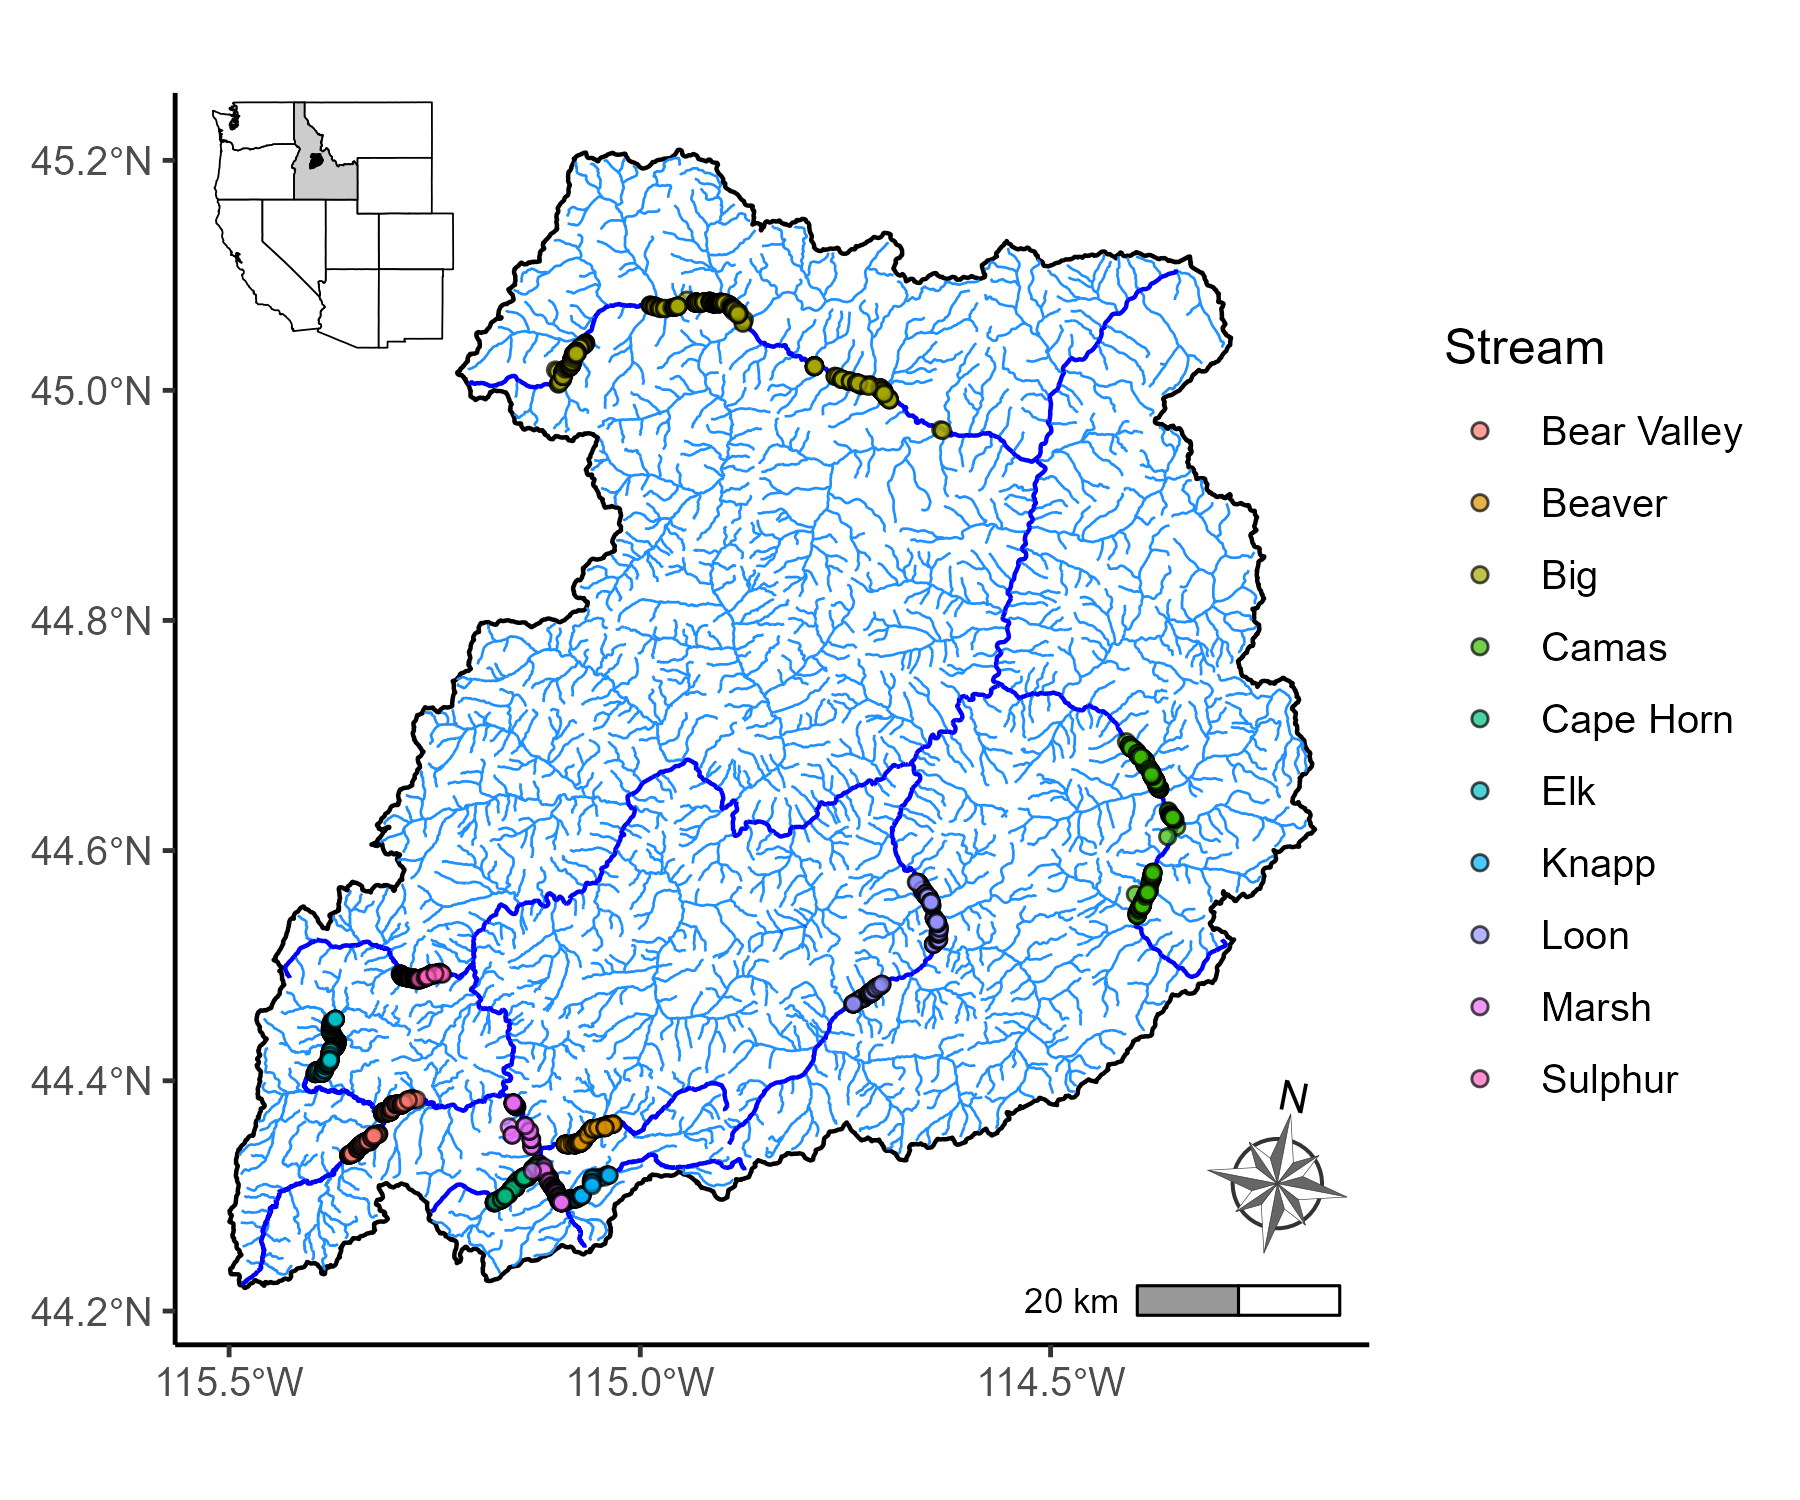 45.2°N
45.0°N
44.8°N
44.6°N
44.4°N
44.2°N
115.5°W
115.0°W
114.5°W
N
20 km
Stream
Bear Valley
Beaver
Big
Camas
Cape Horn
Elk
Knapp
Loon
Marsh
Sulphur